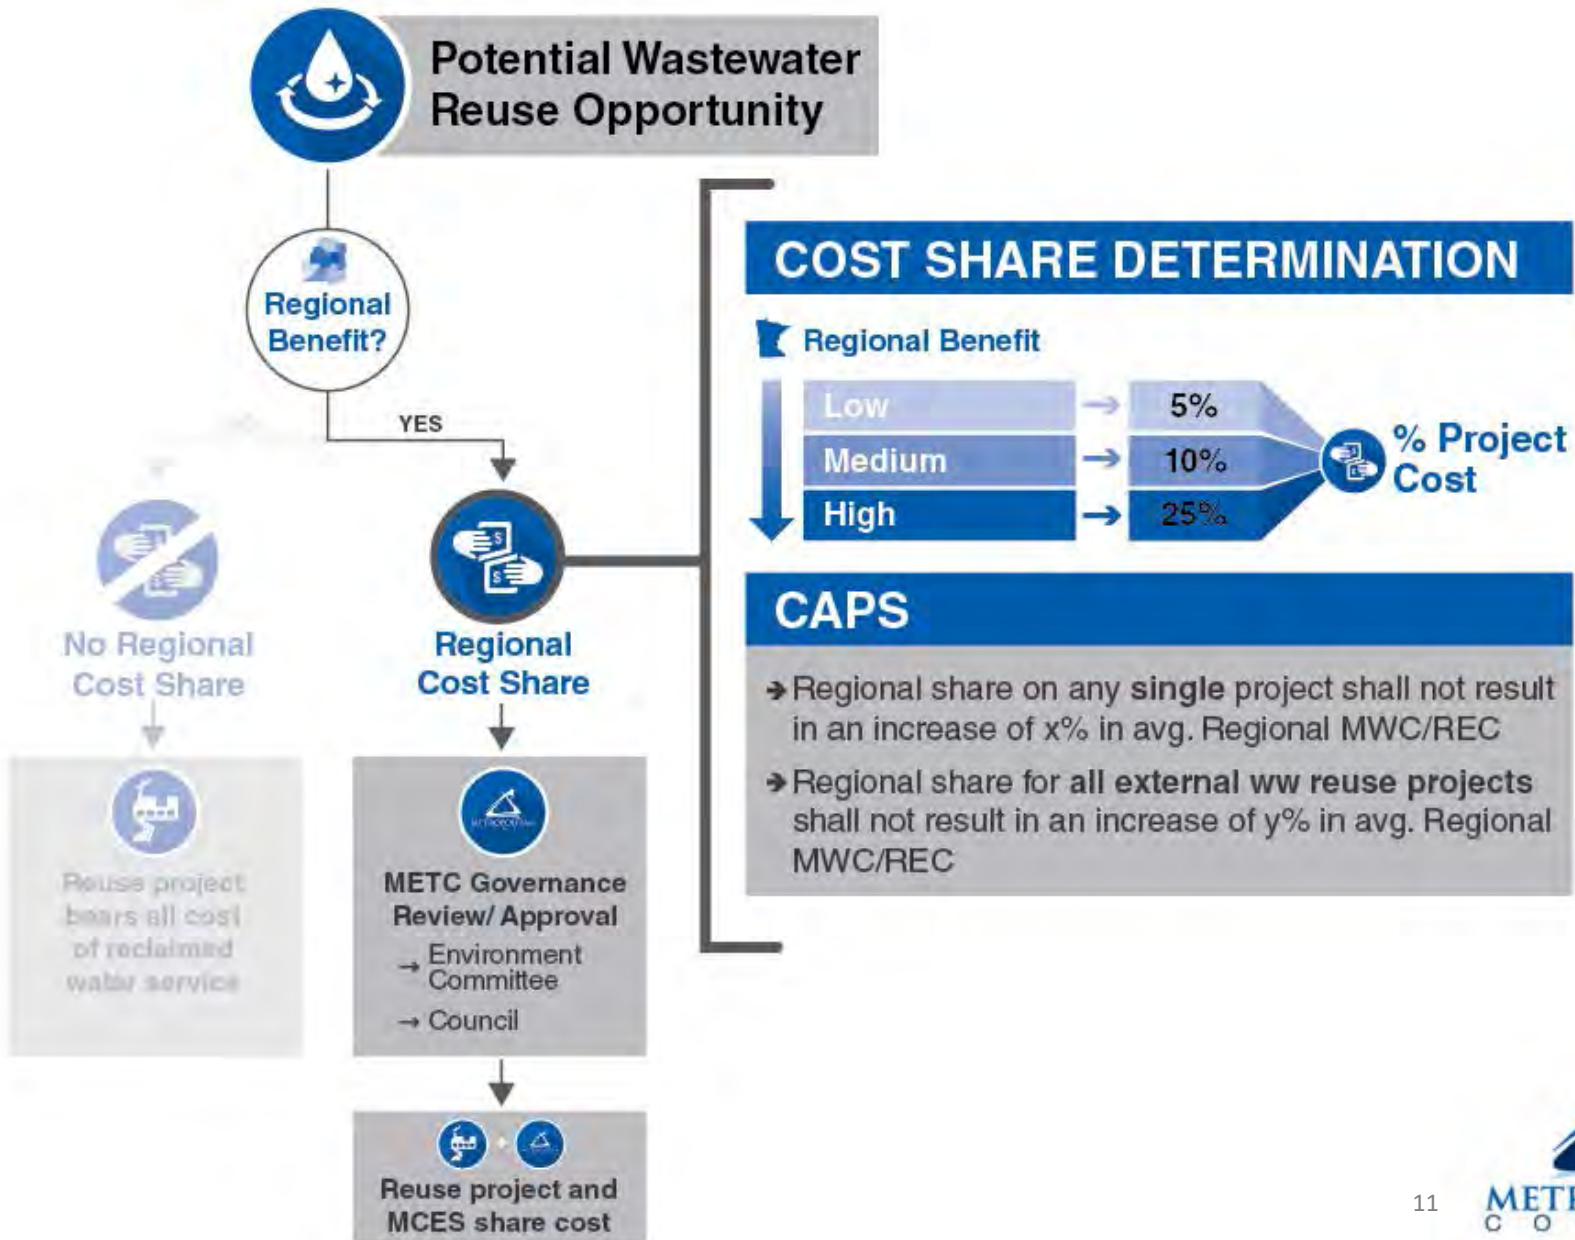 Potential Wastewater
Reuse Opportunity
Regional
Benefit?
YES
No Regional
Cost Share
Reuse project
bears all cost
of reclaimed
water service
Regional
Cost Share
METC Governance
Review/ Approval
→ Environment
Committee
→ Council
Reuse project and
MCES share cost
COST SHARE DETERMINATION
Regional Benefit
Low → 5%
Medium → 10%
High → 25%
% Project
Cost
CAPS
➔ Regional share on any single project shall not result
in an increase of x% in avg. Regional MWC/REC
➔ Regional share for all external ww reuse projects
shall not result in an increase of y% in avg. Regional
MWC/REC
11